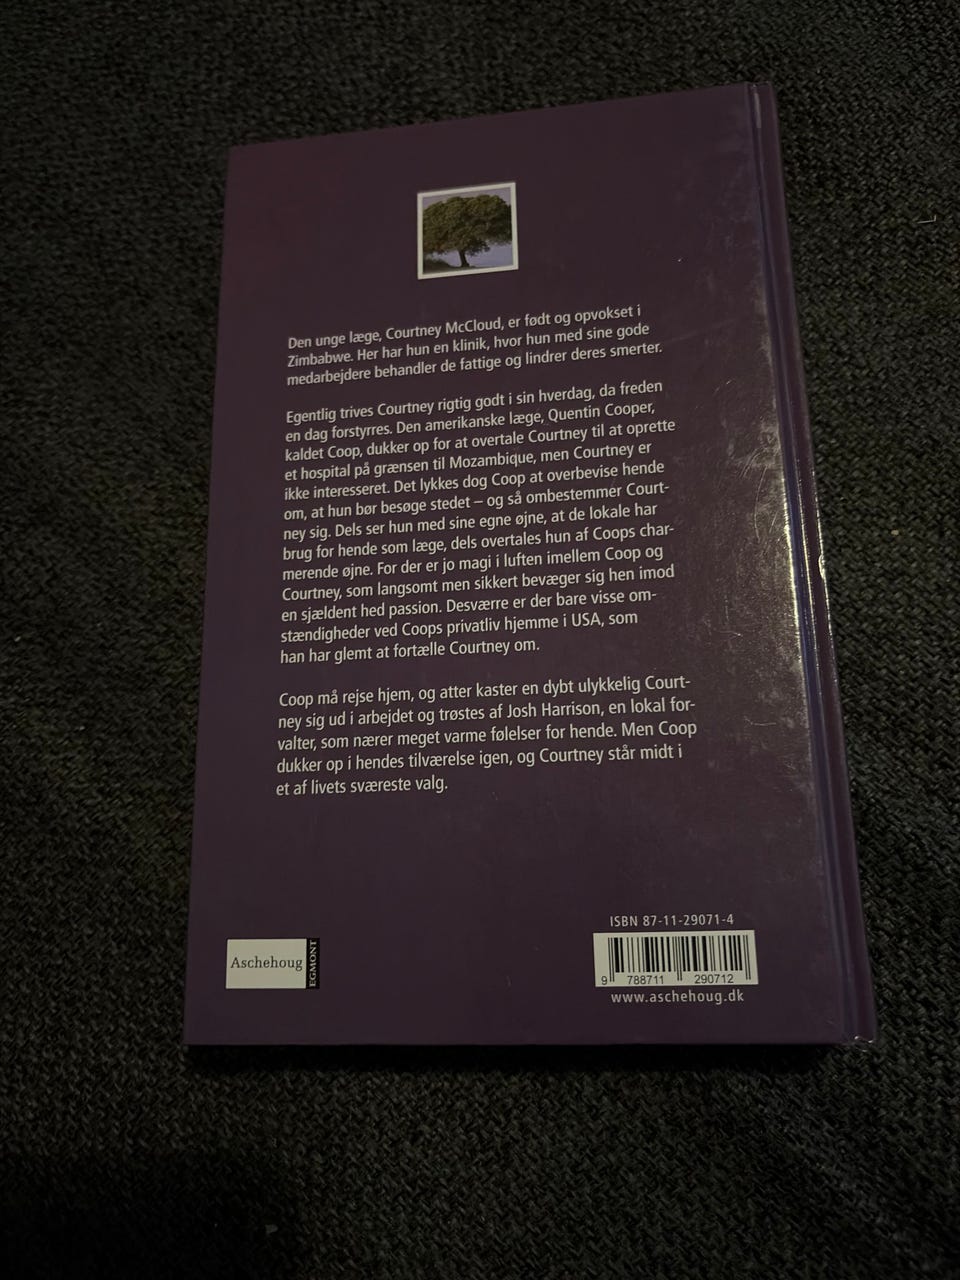 Den unge læge, Courtney McCloud, er født og opvokset i
Zimbabwe. Her har hun en klinik, hvor hun med sine gode
medarbejdere behandler de fattige og lindrer deres smerter.
Egentlig trives Courtney rigtig godt i sin hverdag, da freden
en dag forstyrres. Den amerikanske læge, Quentin Cooper,
kaldet Coop, dukker op for at overtale Courtney til at oprette
et hospital på grænsen til Mozambique, men Courtney er
ikke interesseret. Det lykkes dog Coop at overbevise hende
om, at hun bør besøge stedet – og så ombestemmer Court-
ney sig. Dels ser hun med sine egne øjne, at de lokale har
brug for hende som læge, dels overtales hun af Coops char-
merende øjne. For der er jo magi i luften imellem Coop og
Courtney, som langsomt men sikkert bevæger sig hen imod
en sjældent hed passion. Desværre er der bare visse om-
stændigheder ved Coops privatliv hjemme i USA, som
han har glemt at fortælle Courtney om.
Coop må rejse hjem, og atter kaster en dybt ulykkelig Court-
ney sig ud i arbejdet og trøstes af Josh Harrison, en lokal for-
valter, som nærer meget varme følelser for hende. Men Coop
dukker op i hendes tilværelse igen, og Courtney står midt i
et af livets sværeste valg.
ISBN 87-11-29071-4
9 788711 290712
www.aschehoug.dk
Aschehoug
EGMONT